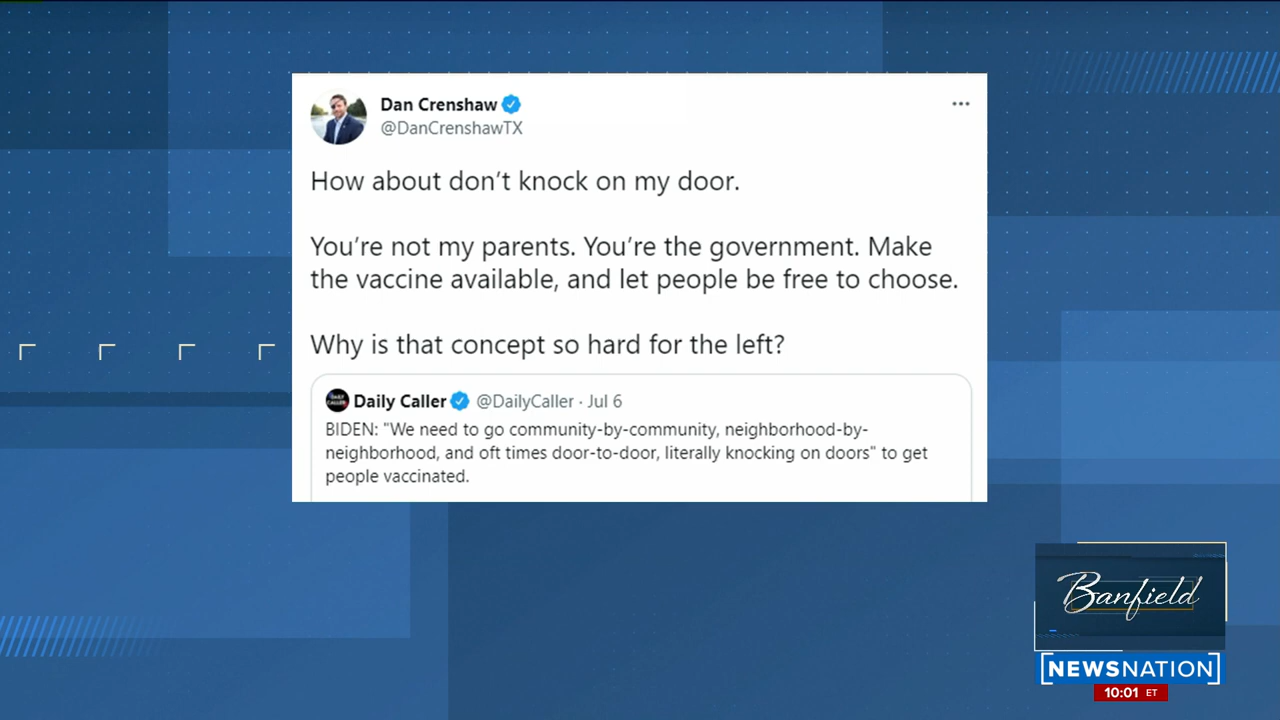 Dan Crenshaw
@DanCrenshawTX
How about don't knock on my door.
You're not my parents. You're the government. Make
the vaccine available, and let people be free to choose.
Why is that concept so hard for the left?
DAILY
CALLER
Daily Caller @DailyCaller · Jul 6
BIDEN: "We need to go community-by-community, neighborhood-by-
neighborhood, and oft times door-to-door, literally knocking on doors" to get
people vaccinated.
Banfield
NEWSNATION
10:01 ET